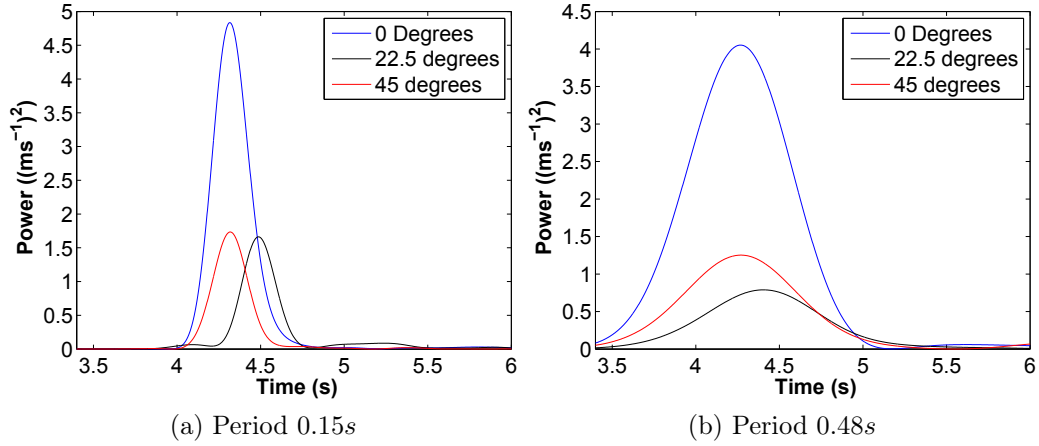 5
4.5
4
3.5
3
2.5
2
1.5
1
0.5
0
Power ((ms⁻¹)²)
3.5 4 4.5 5 5.5 6
Time (s)
0 Degrees
22.5 degrees
45 degrees
(a) Period 0.15s
4.5
4
3.5
3
2.5
2
1.5
1
0.5
0
Power ((ms⁻¹)²)
3.5 4 4.5 5 5.5 6
Time (s)
0 Degrees
22.5 degrees
45 degrees
(b) Period 0.48s